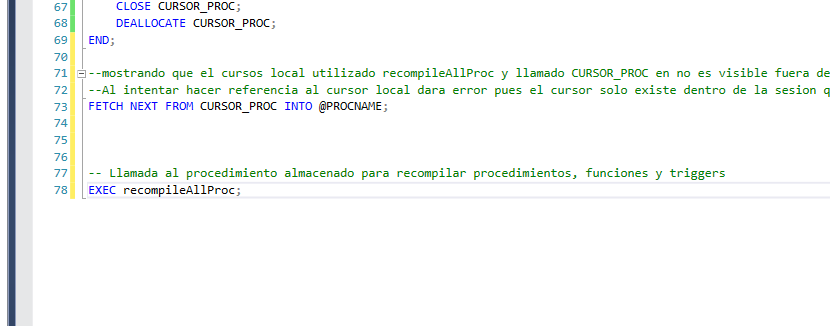 67 CLOSE CURSOR_PROC;
68 DEALLOCATE CURSOR_PROC;
69 END;
70
71 --mostrando que el cursos local utilizado recompileAllProc y llamado CURSOR_PROC en no es visible fuera de
72 --Al intentar hacer referencia al cursor local dara error pues el cursor solo existe dentro de la sesion q
73 FETCH NEXT FROM CURSOR_PROC INTO @PROCNAME;
74
75
76
77 -- Llamada al procedimiento almacenado para recompilar procedimientos, funciones y triggers
78 EXEC recompileAllProc;